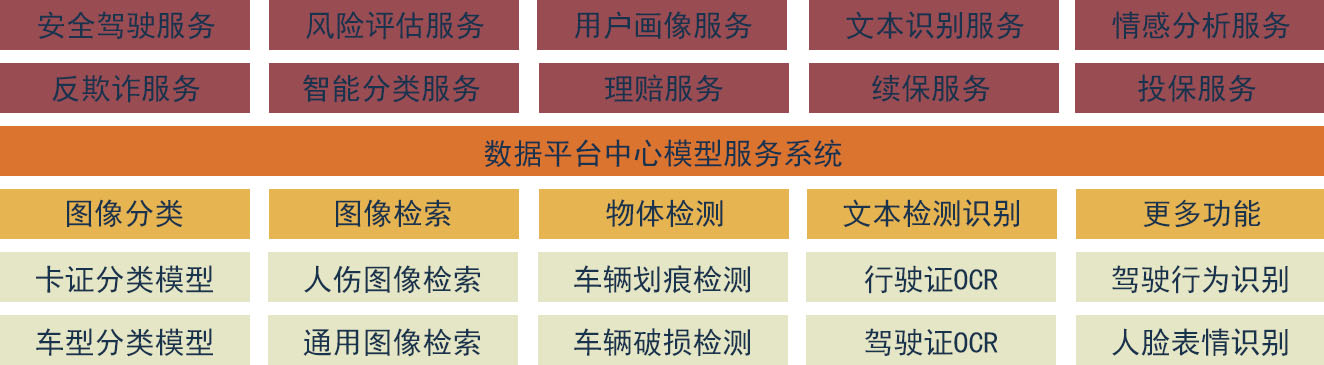 安全驾驶服务 风险评估服务 用户画像服务 文本识别服务 情感分析服务
反欺诈服务 智能分类服务 理赔服务 续保服务 投保服务
数据平台中心模型服务系统
图像分类 图像检索 物体检测 文本检测识别 更多功能
卡证分类模型 人伤图像检索 车辆划痕检测 行驶证OCR 驾驶行为识别
车型分类模型 通用图像检索 车辆破损检测 驾驶证OCR 人脸表情识别